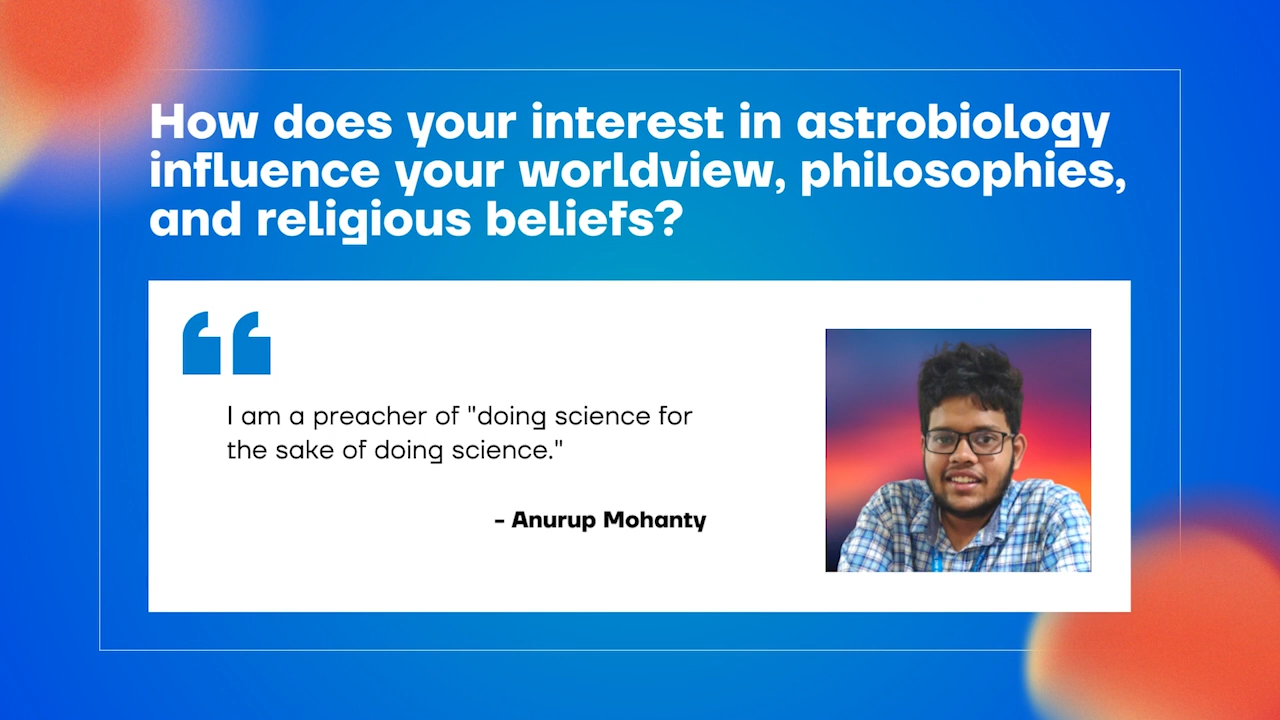 How does your interest in astrobiology
influence your worldview, philosophies,
and religious beliefs?
“
I am a preacher of "doing science for
the sake of doing science."
- Anurup Mohanty